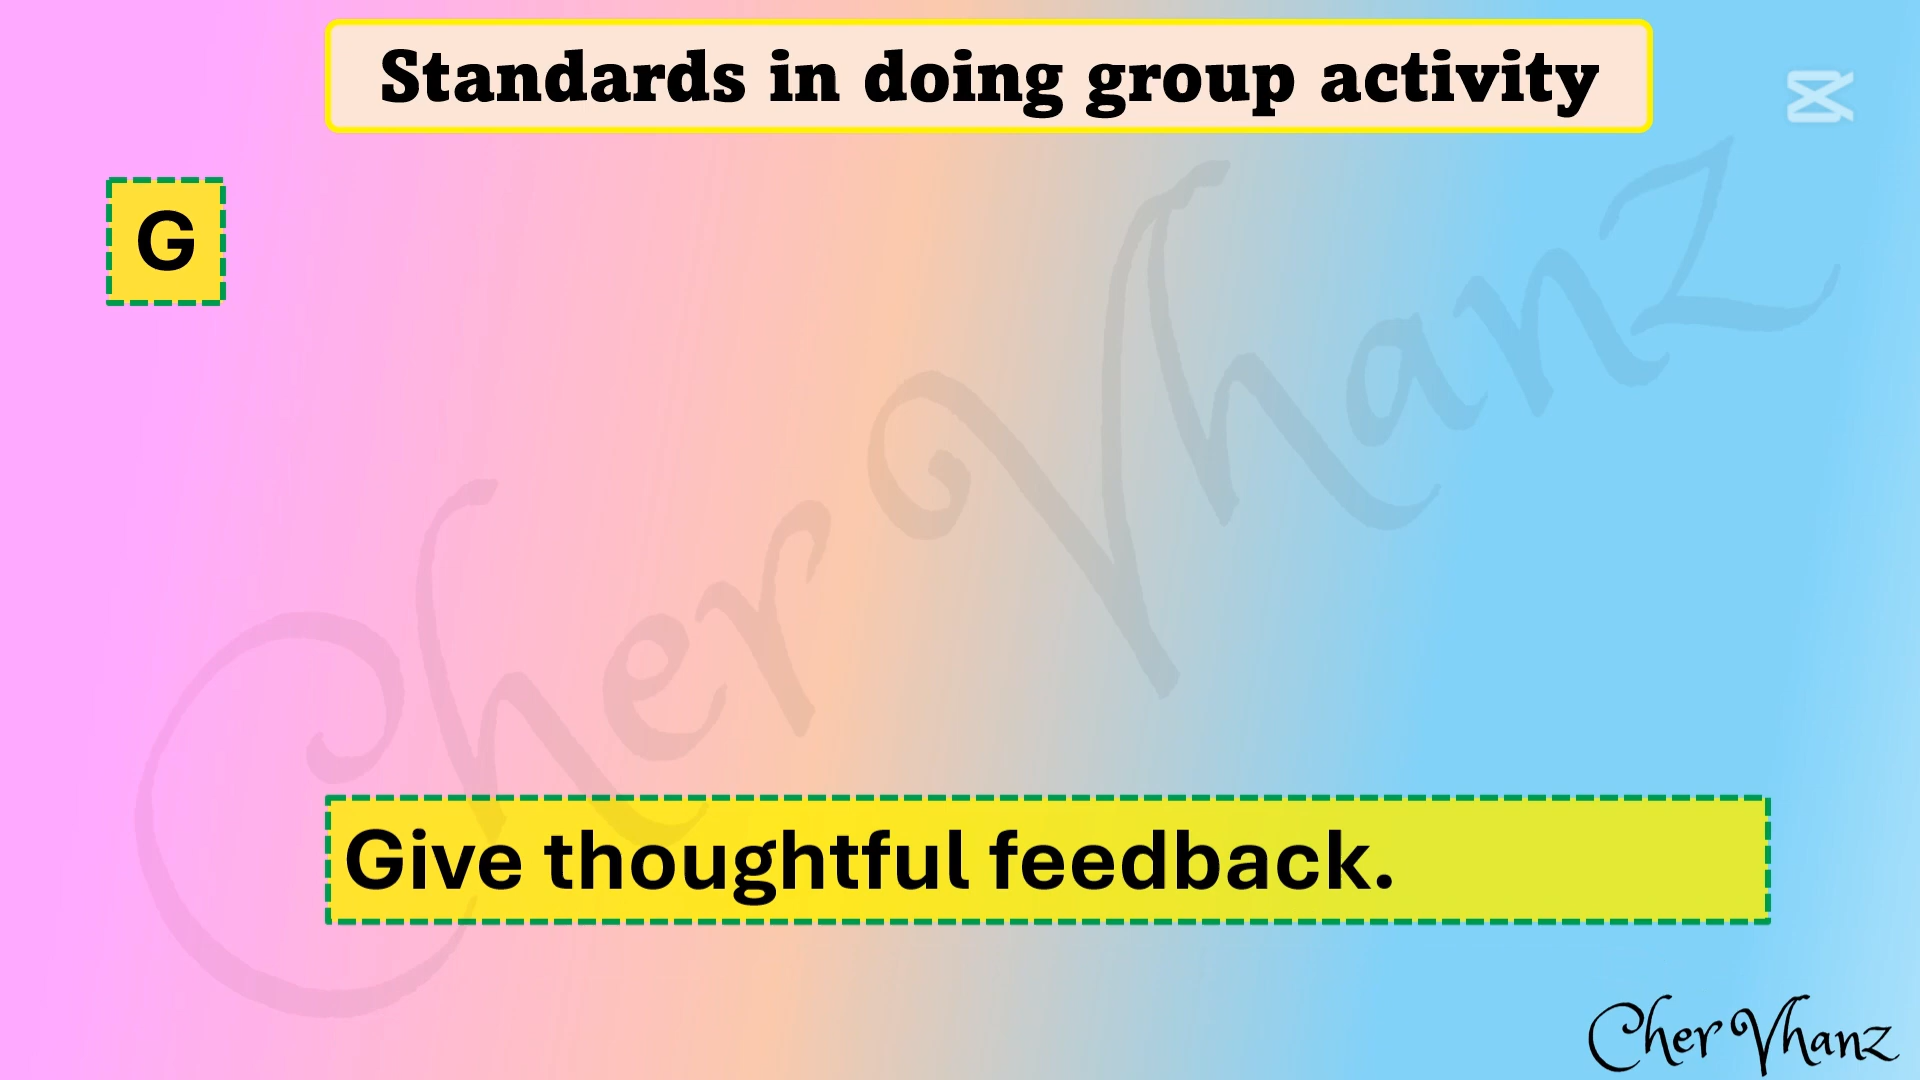 Standards in doing group activity
G
Cher Vhanz
Give thoughtful feedback.
Cher Vhanz